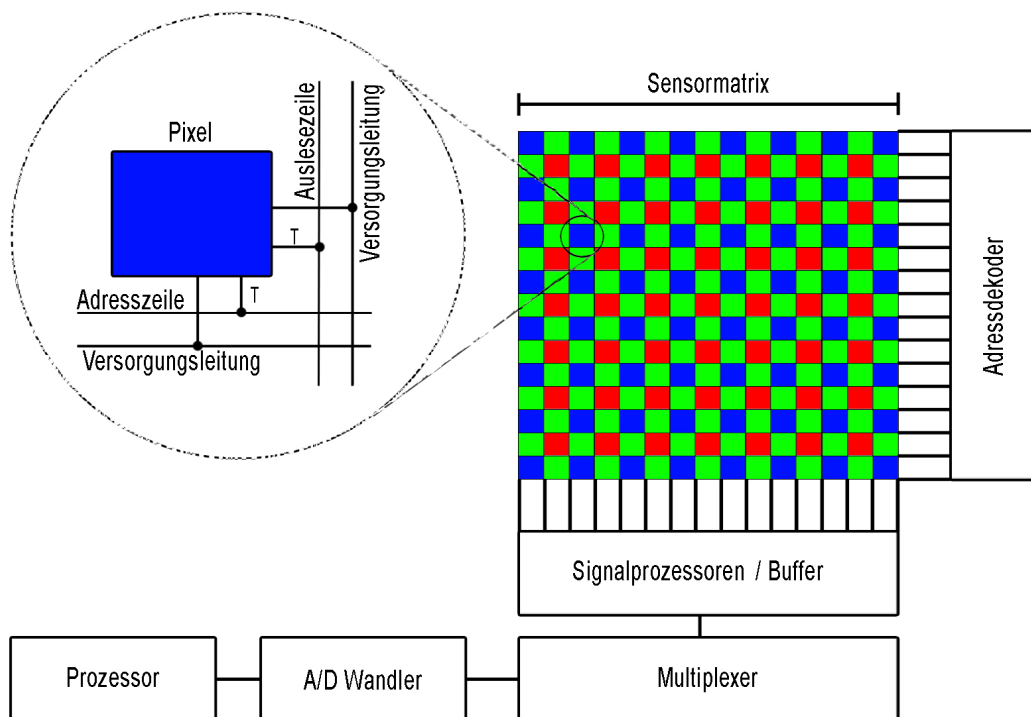 Sensormatrix
Pixel
Auslesezeile
Versorgungsleitung
T
T
Adresszeile
Versorgungsleitung
Adressdekoder
Signalprozessoren / Buffer
Prozessor
A/D Wandler
Multiplexer